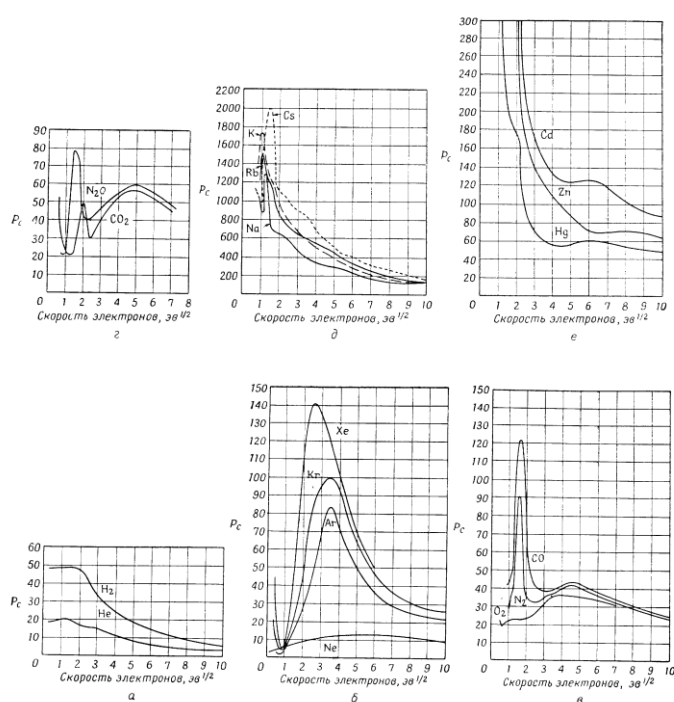 90
80
70
60
50
40
30
20
10
Pc
N₂O
CO₂
0 1 2 3 4 5 6 7 8
Скорость электронов, эв^1/2
г
2200
2000
1800
1600
1400
1200
1000
800
600
400
200
Pc
K
Rb
Na
Cs
0 1 2 3 4 5 6 7 8 9 10
Скорость электронов, эв^1/2
д
300
280
260
240
220
200
180
160
140
120
100
80
60
Pc
Cd
Zn
Hg
0 1 2 3 4 5 6 7 8 9 10
Скорость электронов, эв^1/2
е
60
50
40
30
20
10
Pc
H₂
He
0 1 2 3 4 5 6 7 8 9 10
Скорость электронов, эв^1/2
а
150
140
130
120
110
100
90
80
70
60
50
40
30
20
10
Pc
Xe
Kr
Ar
Ne
0 1 2 3 4 5 6 7 8 9 10
Скорость электронов, эв^1/2
б
150
140
130
120
110
100
90
80
70
60
50
40
30
20
10
Pc
CO
N₂
O₂
0 1 2 3 4 5 6 7 8 9 10
Скорость электронов, эв^1/2
в